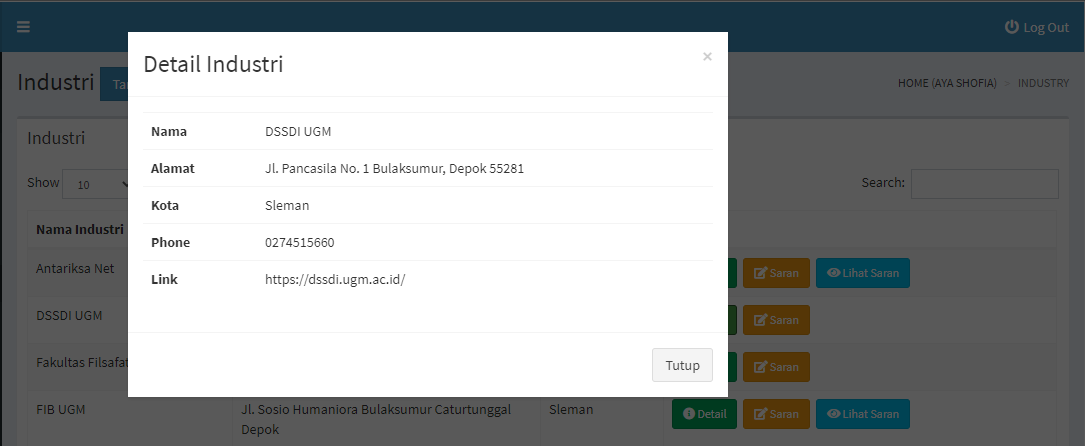 Log Out
Industri
Ta
HOME (AYA SHOFIA) > INDUSTRY
Detail Industri
×
Nama DSSDI UGM
Alamat Jl. Pancasila No. 1 Bulaksumur, Depok 55281
Kota Sleman
Phone 0274515660
Link https://dssdi.ugm.ac.id/
Tutup
Industri
Show 10
Search:
Nama Industri
Antariksa Net Saran Lihat Saran
DSSDI UGM Saran
Fakultas Filsafat Saran
FIB UGM Jl. Sosio Humaniora Bulaksumur Caturtunggal Sleman Detail Saran Lihat Saran
Depok